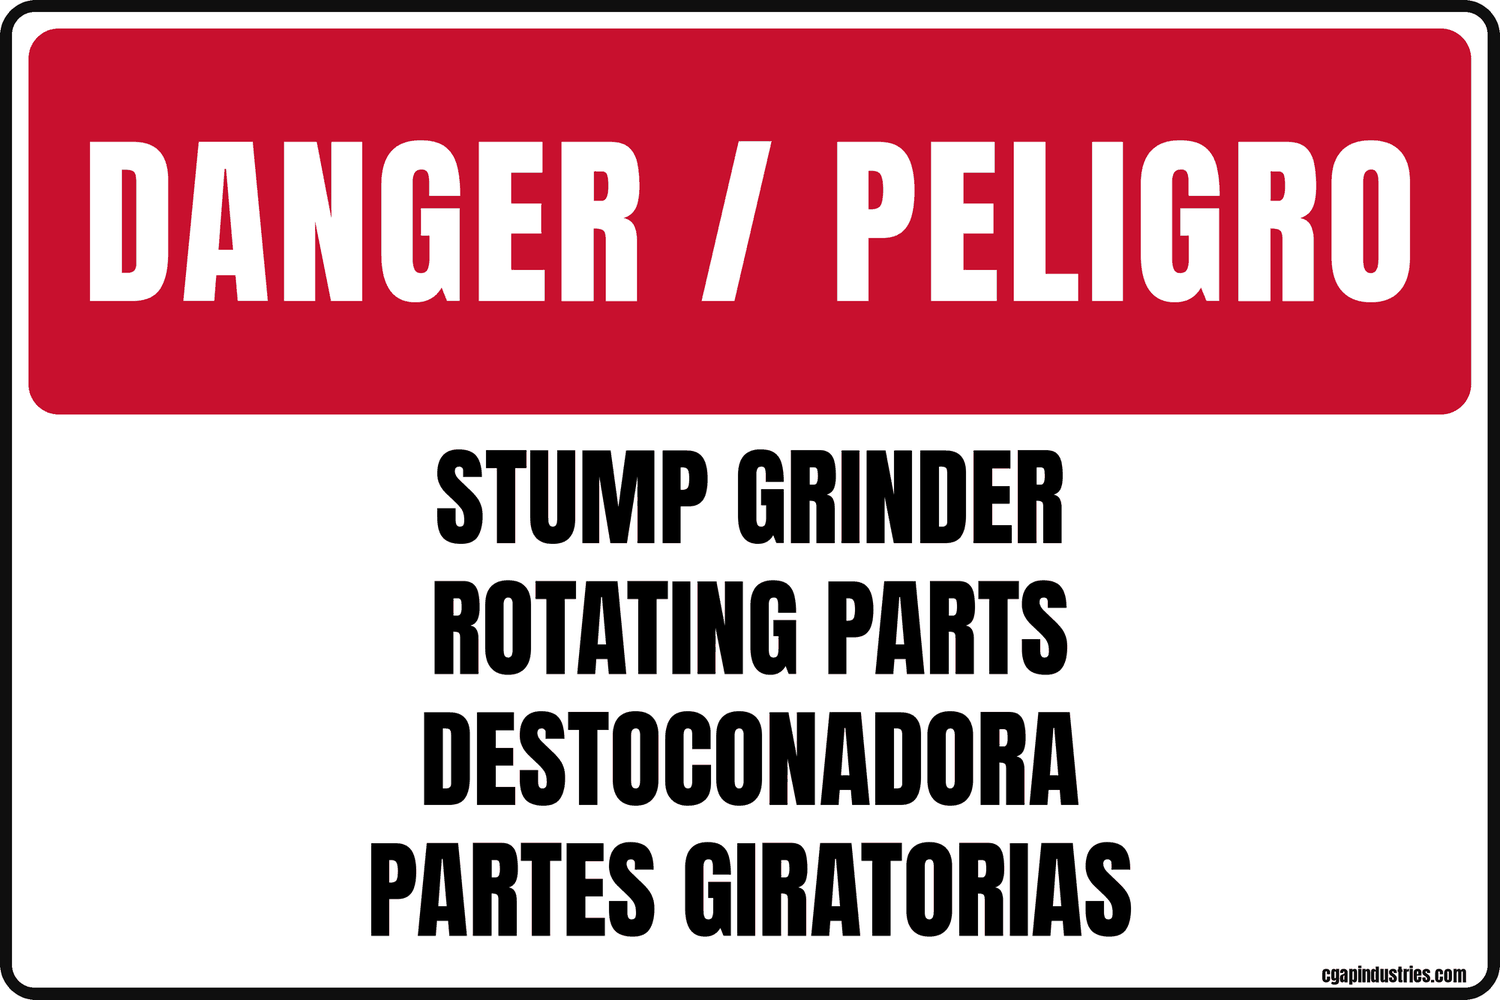 DANGER / PELIGRO
STUMP GRINDER
ROTATING PARTS
DESTOCONADORA
PARTES GIRATORIAS
cgapindustries.com